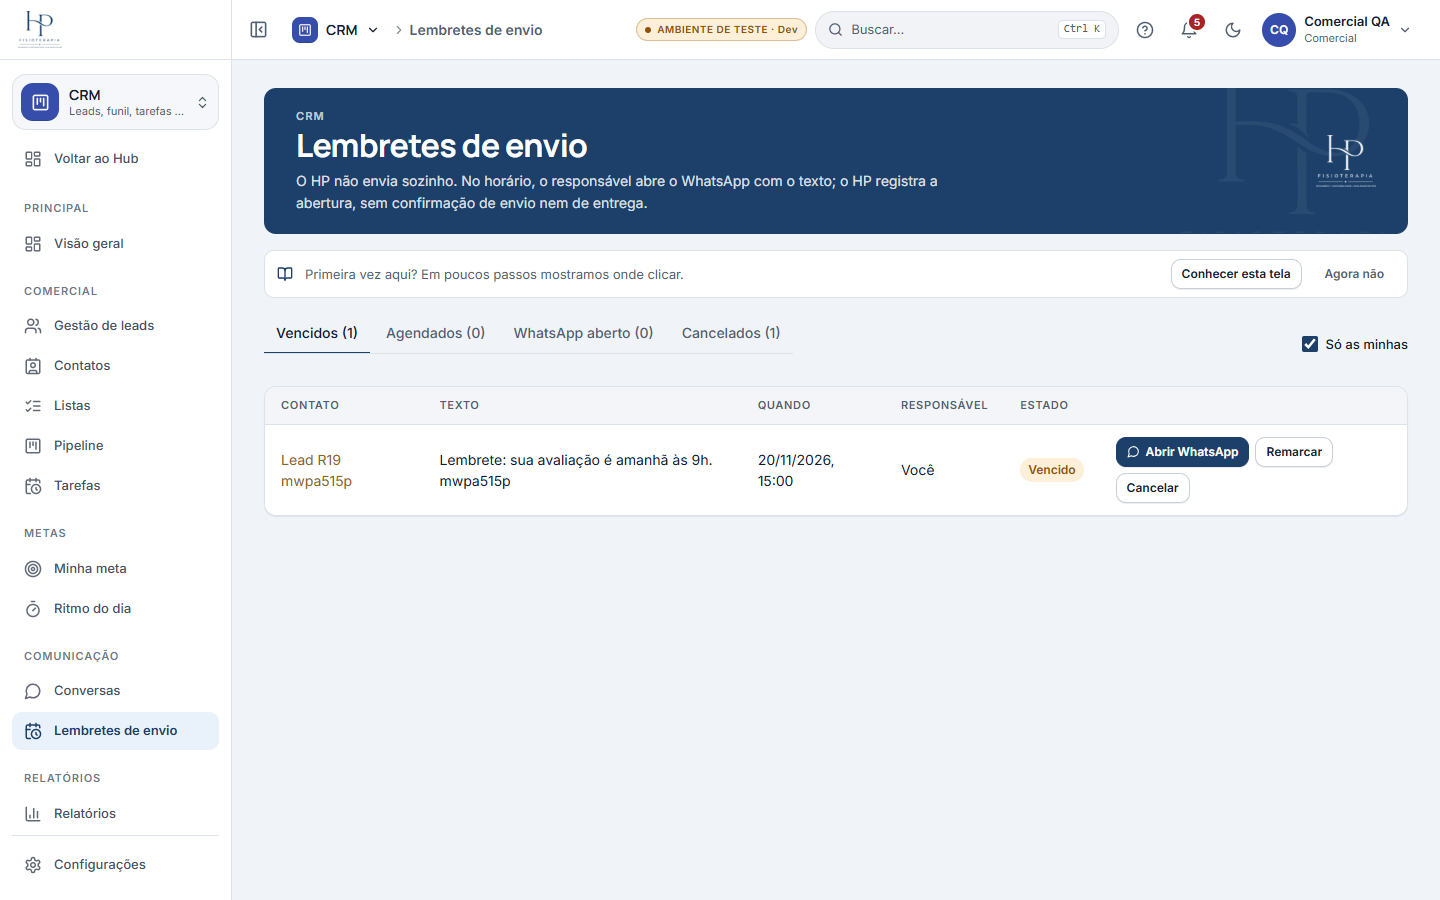 HP
FISIOTERAPIA
CRM
Lembretes de envio
AMBIENTE DE TESTE · Dev
Buscar...
Ctrl K
5
CQ
Comercial QA
Comercial
CRM
Leads, funil, tarefas ...
Voltar ao Hub
PRINCIPAL
Visão geral
COMERCIAL
Gestão de leads
Contatos
Listas
Pipeline
Tarefas
METAS
Minha meta
Ritmo do dia
COMUNICAÇÃO
Conversas
Lembretes de envio
RELATÓRIOS
Relatórios
Configurações
CRM
Lembretes de envio
O HP não envia sozinho. No horário, o responsável abre o WhatsApp com o texto; o HP registra a
abertura, sem confirmação de envio nem de entrega.
HP
FISIOTERAPIA
Primeira vez aqui? Em poucos passos mostramos onde clicar.
Conhecer esta tela
Agora não
Vencidos (1)
Agendados (0)
WhatsApp aberto (0)
Cancelados (1)
Só as minhas
CONTATO
TEXTO
QUANDO
RESPONSÁVEL
ESTADO
Lead R19
mwpa515p
Lembrete: sua avaliação é amanhã às 9h.
mwpa515p
20/11/2026,
15:00
Você
Vencido
Abrir WhatsApp
Remarcar
Cancelar